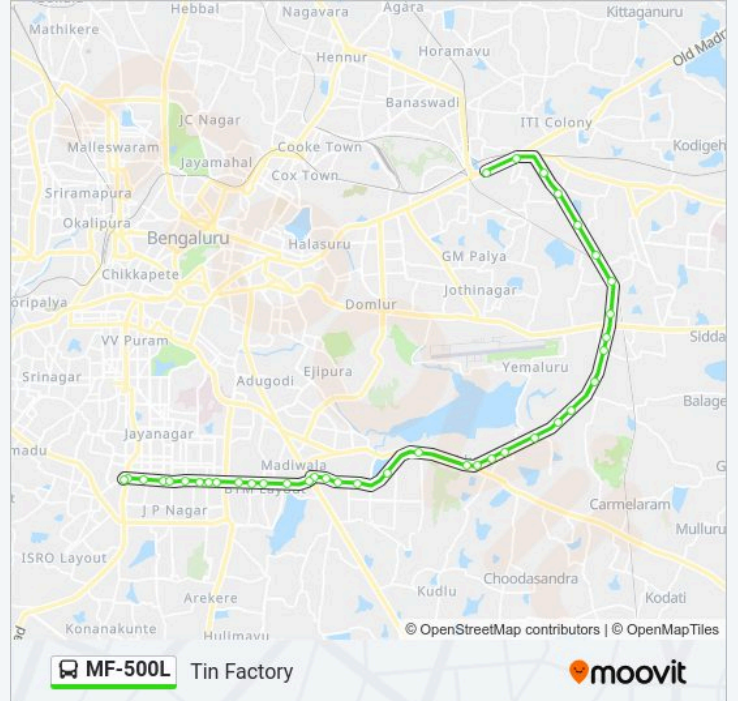 Hebbal
Nagavara
Agara
Kittaganuru
Mathikere
Hennur
Horamavu
Old Madr
Banaswadi
JC Nagar
ITI Colony
Malleswaram
Cooke Town
Kodigeh
Jayamahal
Cox Town
Sriramapura
Okalipura
Bengaluru
Halasuru
GM Palya
Chikkapete
Jothinagar
oripalya
Domlur
VV Puram
Sidda
Srinagar
Ejipura
Yemaluru
Adugodi
Balage
Jayanagar
madu
Madiwala
G
BTM Layout
Carmelaram
J P Nagar
Mulluru
ISRO Layout
Choodasandra
Kudlu
Arekere
Kodati
Konanakunte
Hulimavu
© OpenStreetMap contributors | © OpenMapTiles
MF-500L Tin Factory
moovit